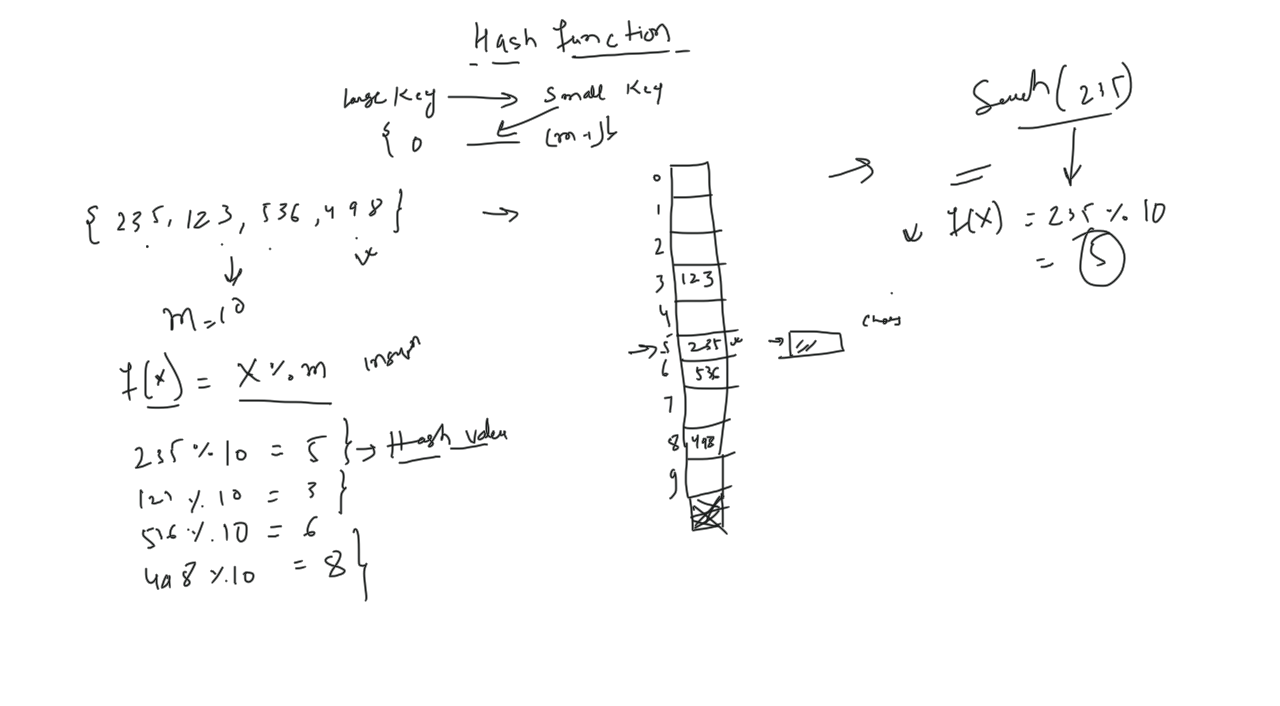 Hash function
Large Key → Small Key
{ 0 — (m-1)}
Search(235)
{ 235, 123, 536, 498 } →
f(x) = 235 % 10
= 5
m=10
f(x) = X % m
235 % 10 = 5 } → Hash value
123 % 10 = 3 }
536 % 10 = 6
498 % 10 = 8 }
0
1
2
3 123
4
5 235
6 536
7
8 498
9